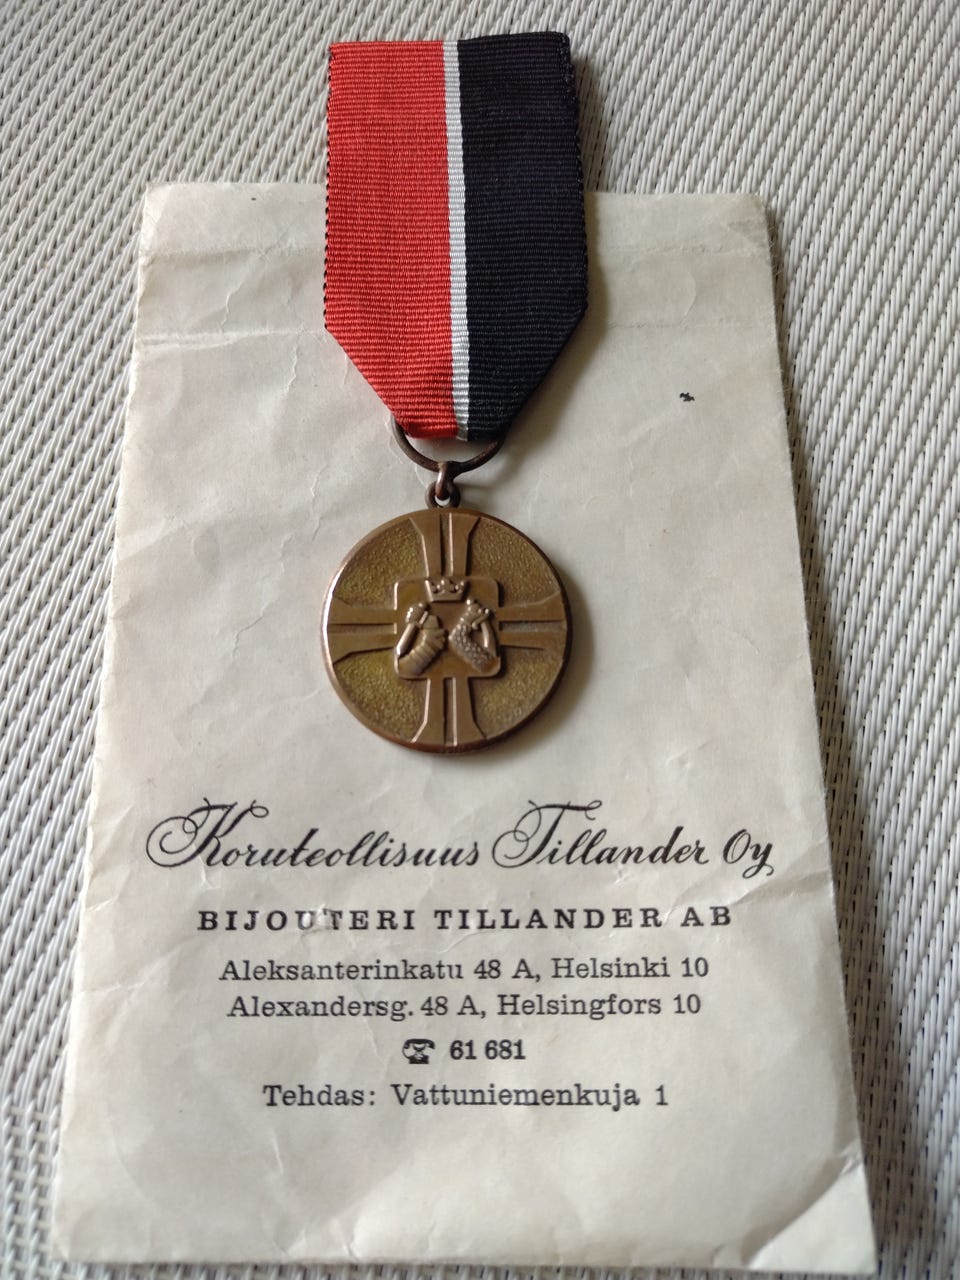 Koruteollisuus Tillander Oy
BIJOUTERI TILLANDER AB
Aleksanterinkatu 48 A, Helsinki 10
Alexandersg. 48 A, Helsingfors 10
☎ 61 681
Tehdas: Vattuniemenkuja 1